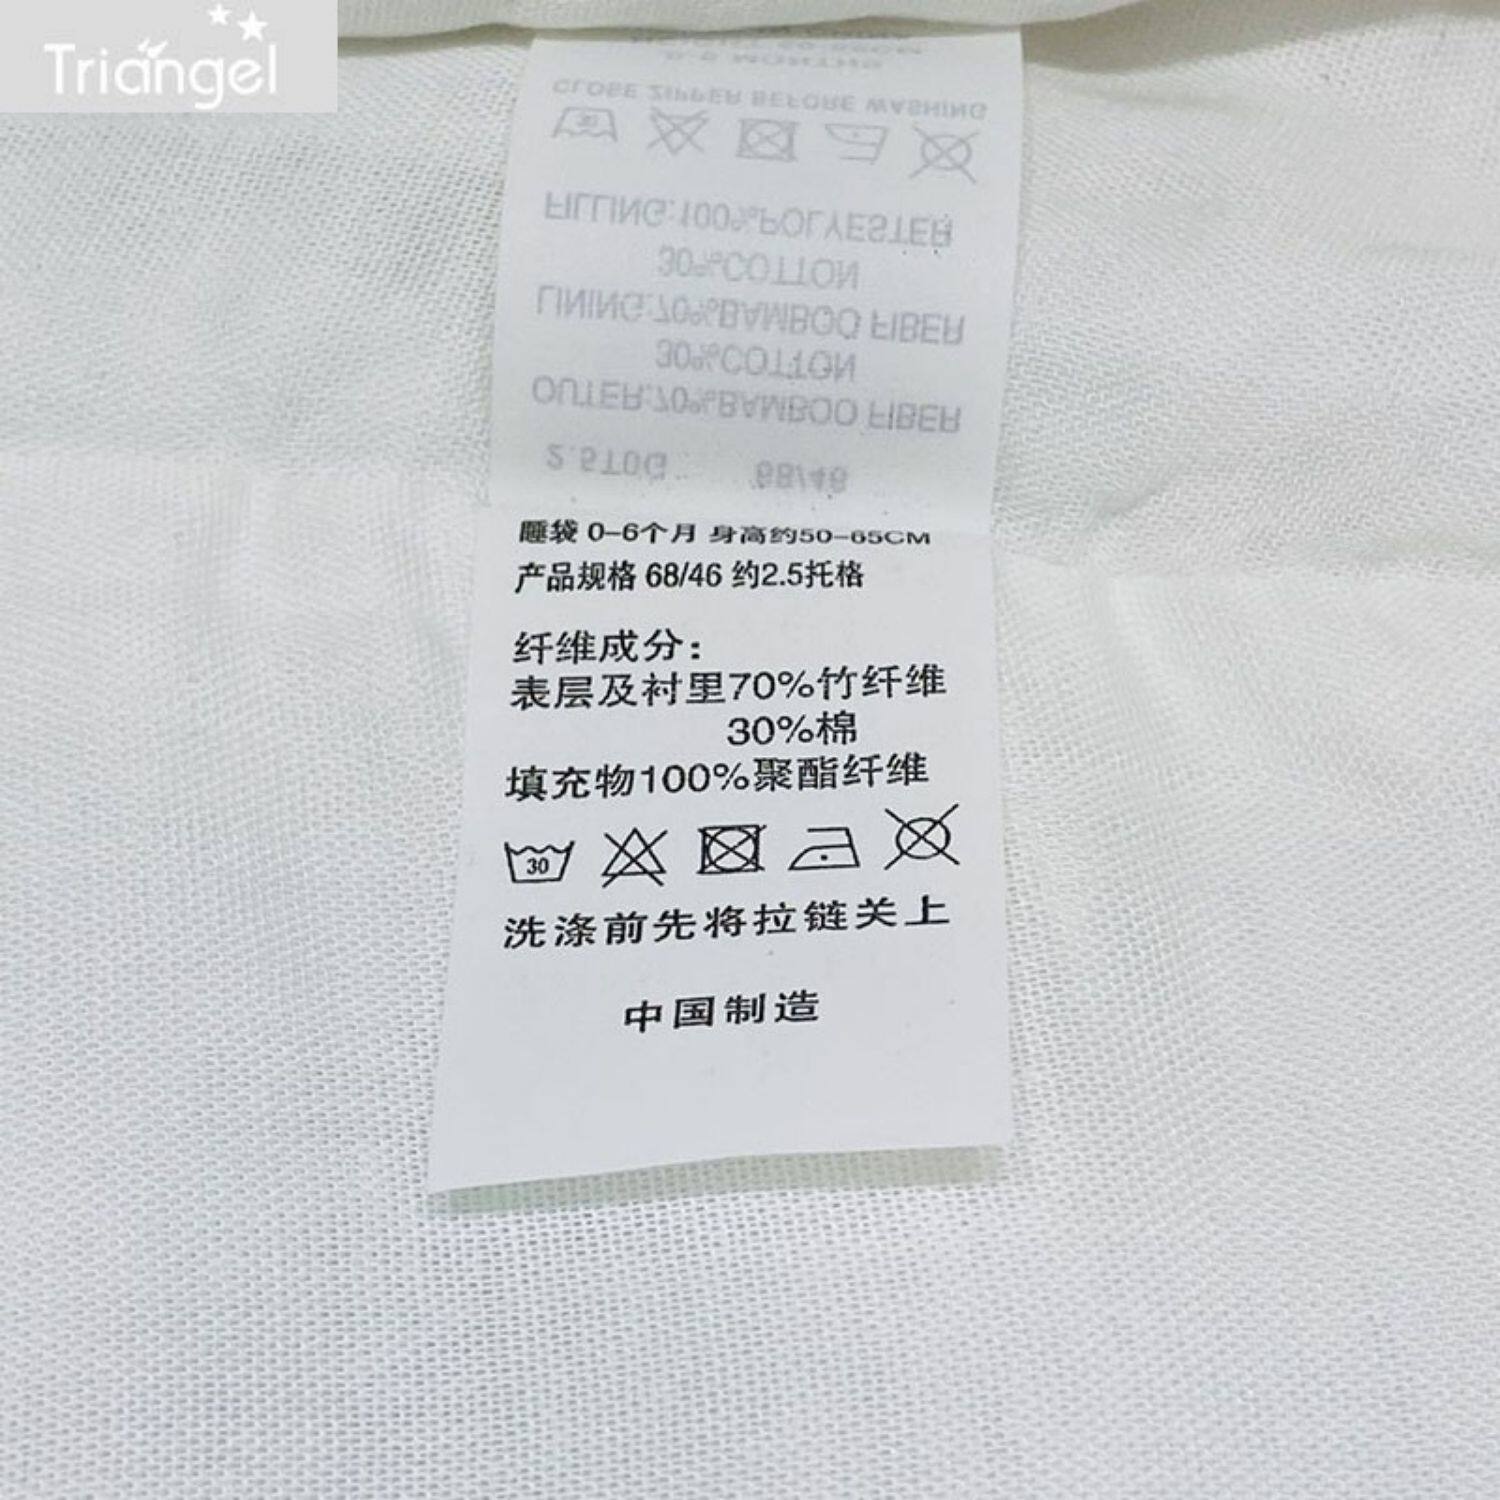 Triangel
CLOSE ZIPPER BEFORE WASHING
30
FILLING:100%POLYESTER
30%COTTON
LINING:70%BAMBOO FIBER
30%COTTON
OUTER:70%BAMBOO FIBER
2.5TOG 68/46
睡袋 0-6个月 身高约50-65CM
产品规格 68/46 约2.5托格
纤维成分：
表层及衬里70%竹纤维
30%棉
填充物100%聚酯纤维
30
洗涤前先将拉链关上
中国制造